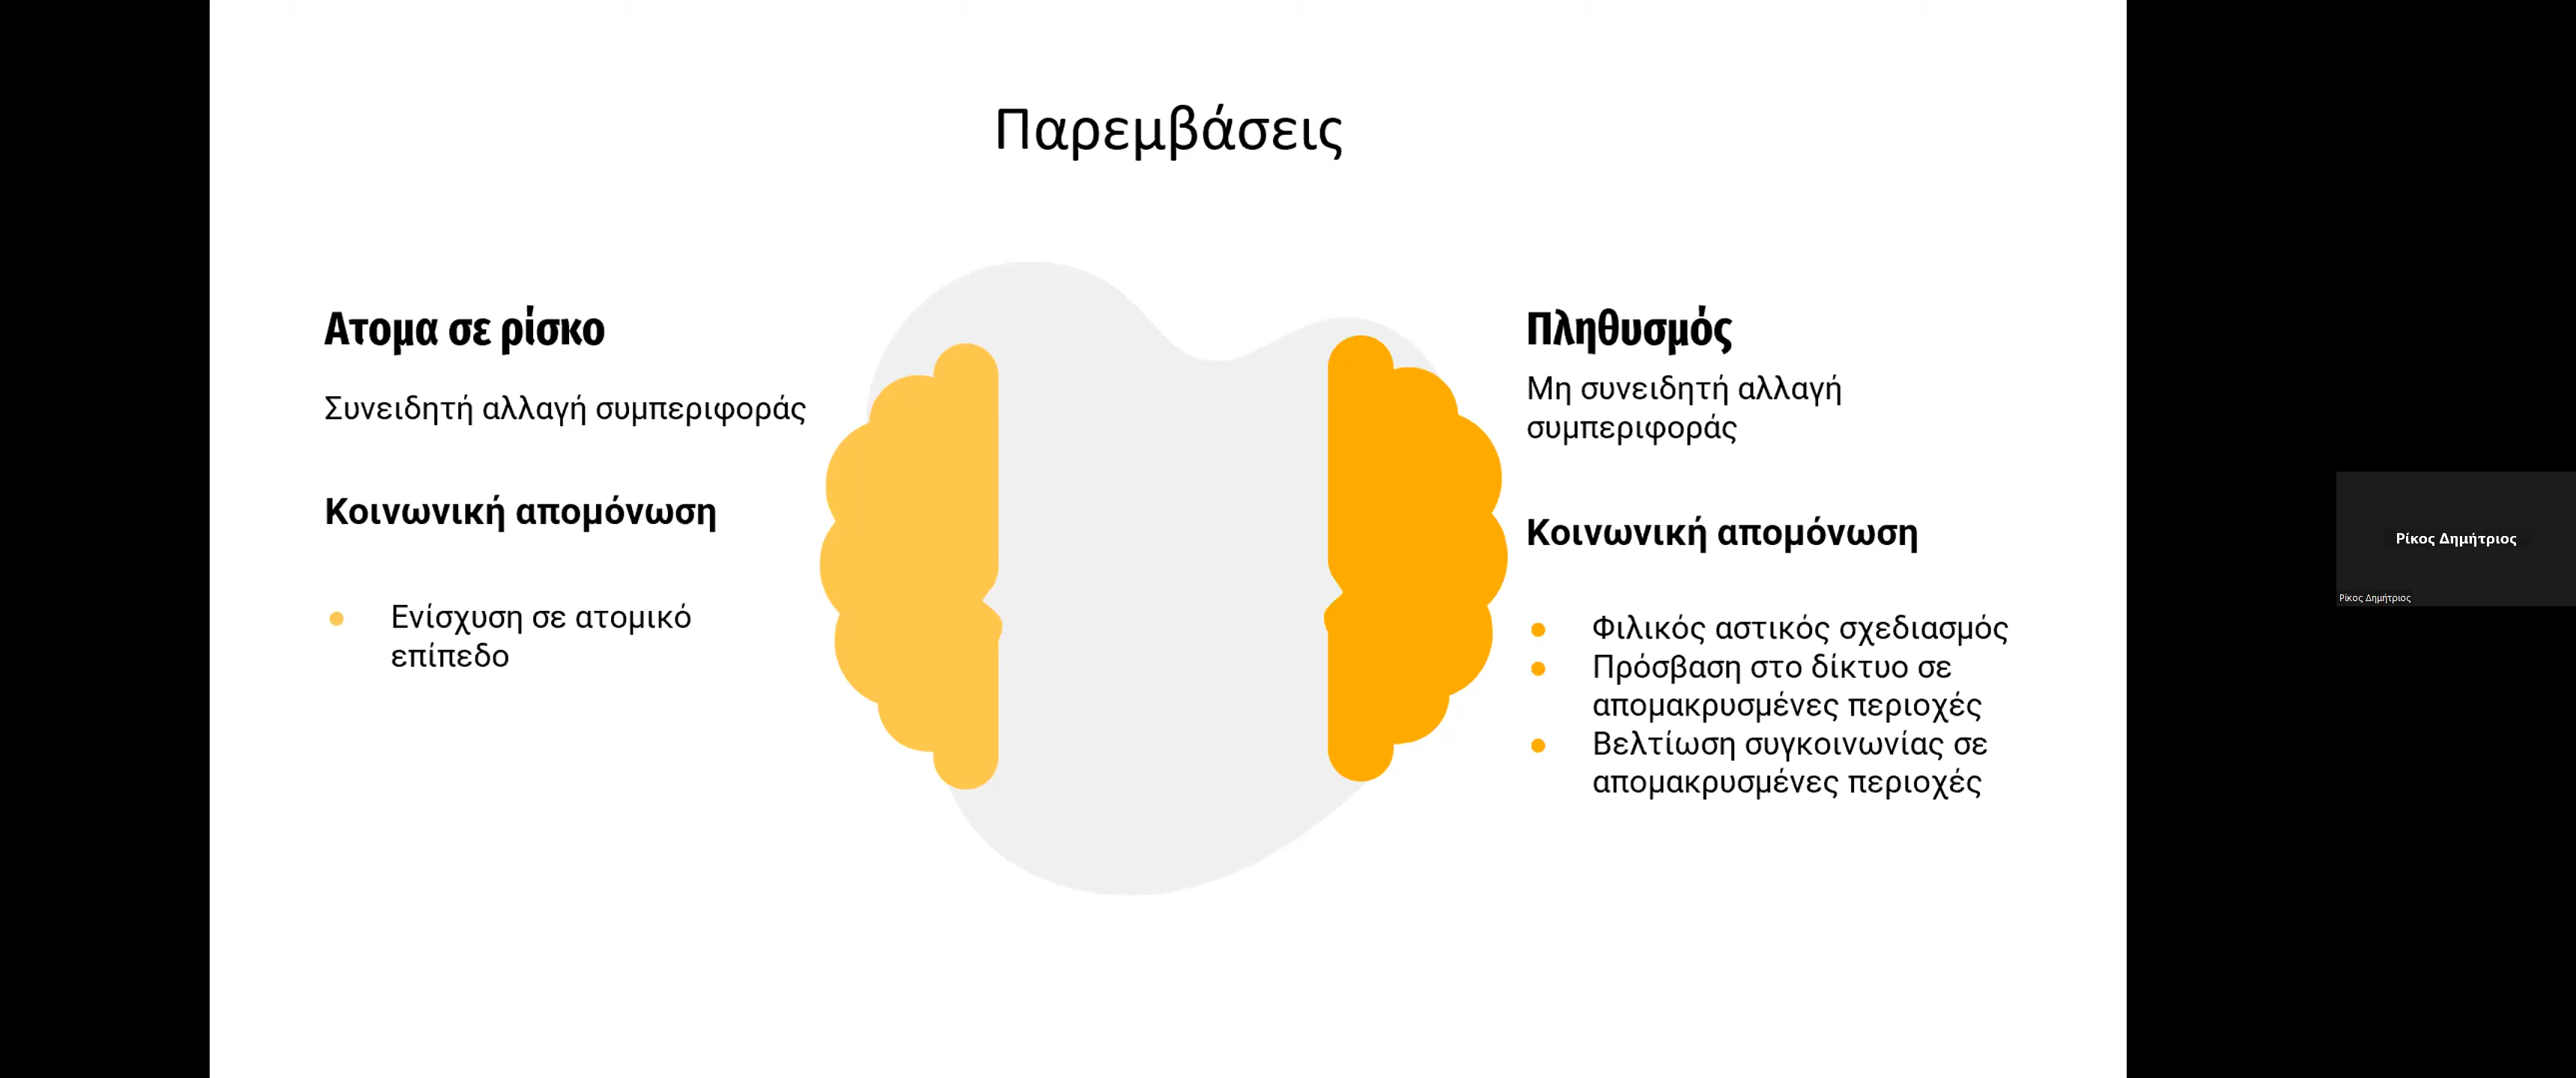 Παρεμβάσεις
Ατομα σε ρίσκο
Συνειδητή αλλαγή συμπεριφοράς
Κοινωνική απομόνωση
Ενίσχυση σε ατομικό
επίπεδο
Πληθυσμός
Μη συνειδητή αλλαγή
συμπεριφοράς
Κοινωνική απομόνωση
Φιλικός αστικός σχεδιασμός
Πρόσβαση στο δίκτυο σε
απομακρυσμένες περιοχές
Βελτίωση συγκοινωνίας σε
απομακρυσμένες περιοχές
Ρίκος Δημήτριος
Ρίκος Δημήτριος